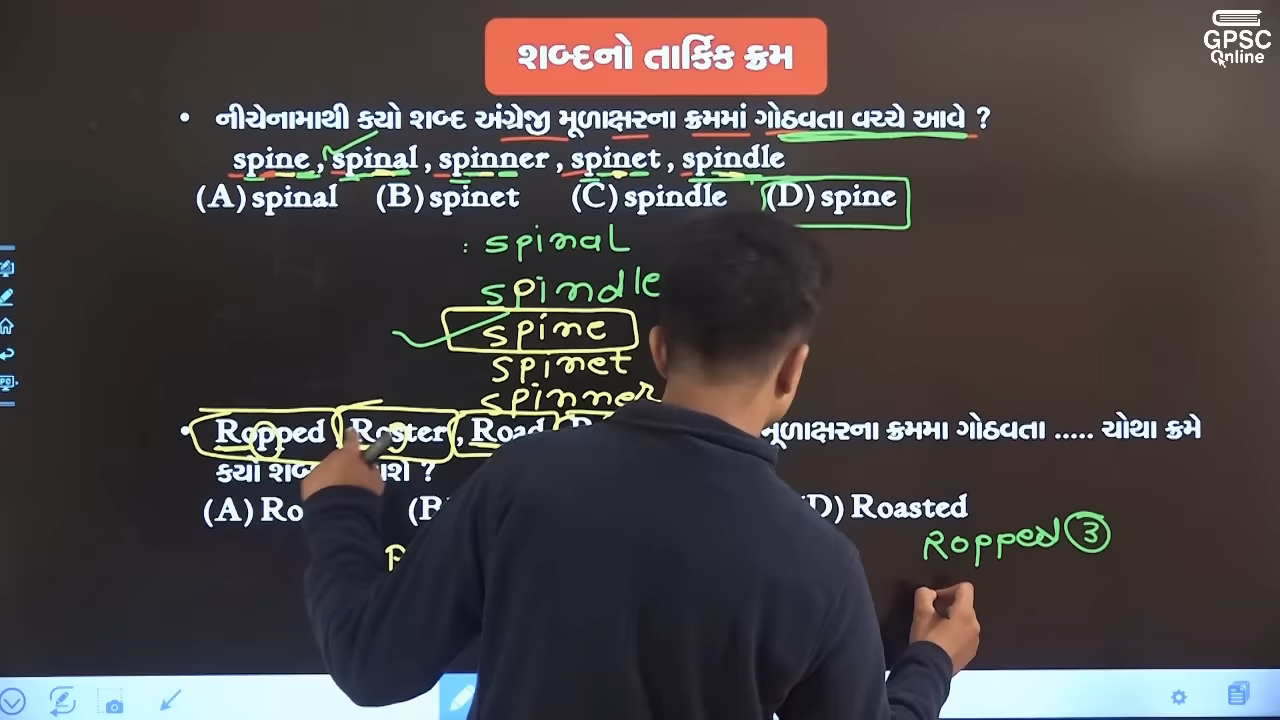 GPSC
Online
શબ્દનો તાર્કિક ક્રમ
• નીચેનામાથી કયો શબ્દ અંગ્રેજી મૂળાક્ષરના ક્રમમાં ગોઠવતા વચ્ચે આવે ?
spine , spinal , spinner , spinet , spindle
(A) spinal (B) spinet (C) spindle (D) spine
spinal
spindle
spine
spinet
spinner
• Ropped , Roster , Road મૂળાક્ષરના ક્રમમા ગોઠવતા ..... ચોથા ક્રમે
કયો ?
(A) (D) Roasted
Ropped 3